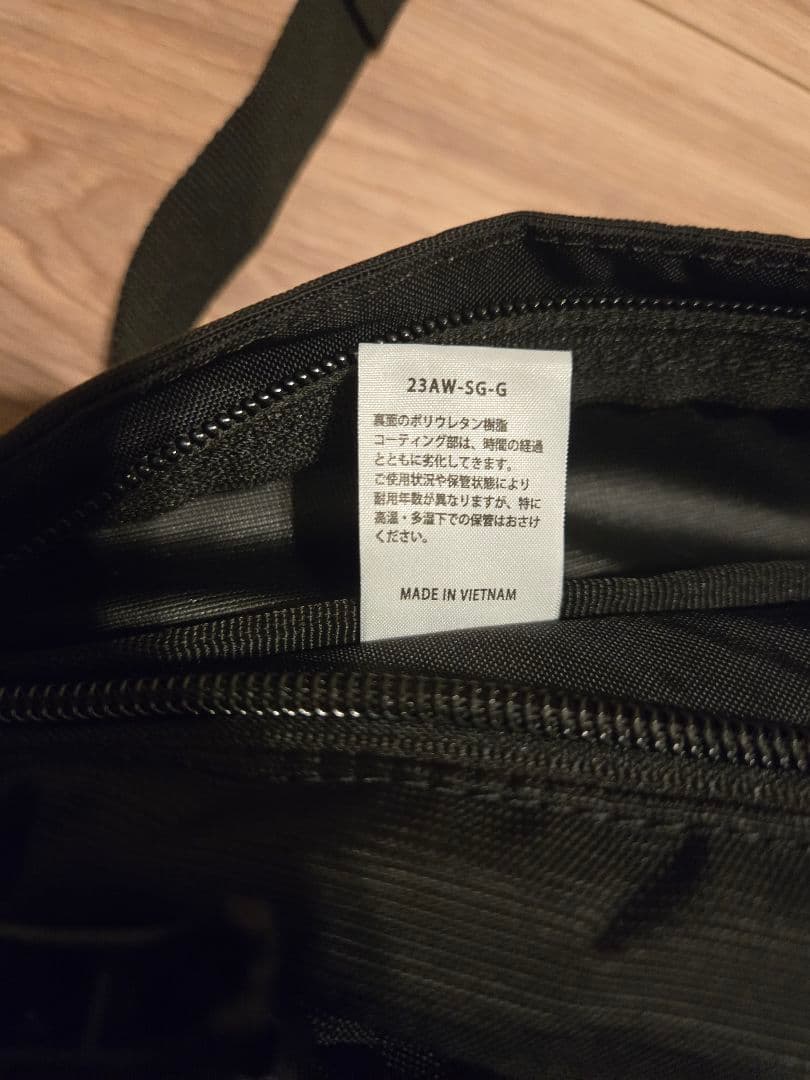 23AW-SG-G
裏面のポリウレタン樹脂
コーティング部は、時間の経過
とともに劣化してきます。
ご使用状況や保管状態により
耐用年数が異なりますが、特に
高温・多湿下での保管はおさけ
ください。
MADE IN VIETNAM